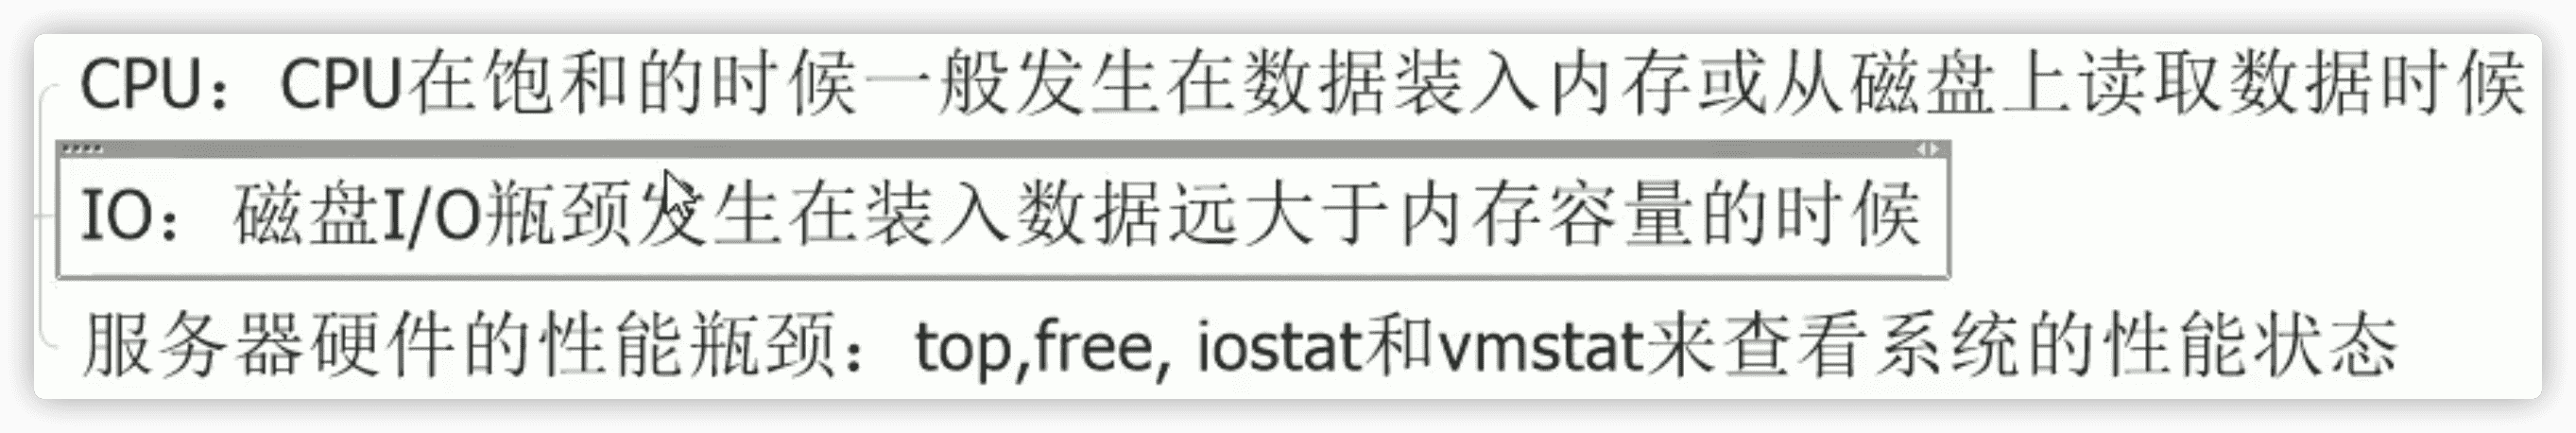 CPU：CPU在饱和的时候一般发生在数据装入内存或从磁盘上读取数据时候
IO：磁盘I/O瓶颈发生在装入数据远大于内存容量的时候
服务器硬件的性能瓶颈：top,free, iostat和vmstat来查看系统的性能状态